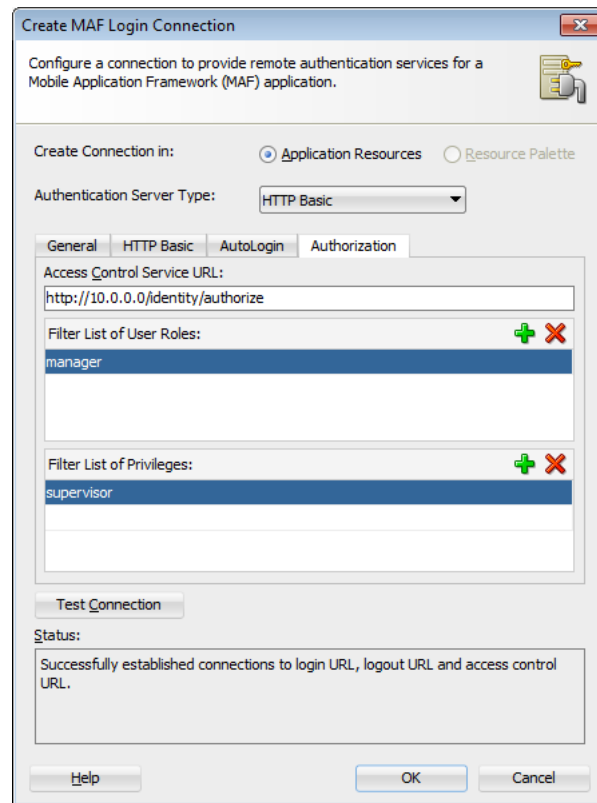 Create MAF Login Connection
Configure a connection to provide remote authentication services for a
Mobile Application Framework (MAF) application.
Create Connection in:
Application Resources
Resource Palette
Authentication Server Type:
HTTP Basic
General
HTTP Basic
AutoLogin
Authorization
Access Control Service URL:
http://10.0.0.0/identity/authorize
Filter List of User Roles:
manager
Filter List of Privileges:
supervisor
Test Connection
Status:
Successfully established connections to login URL, logout URL and access control
URL.
Help
OK
Cancel